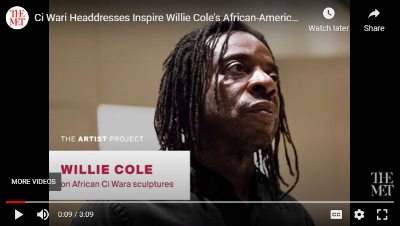 THE MET
Ci Wari Headdresses Inspire Willie Cole's African-Americ...
Watch later
Share
THE ARTIST PROJECT
WILLIE COLE
on African Ci Wara sculptures
MORE VIDEOS
THE MET
0:09 / 3:09
CC